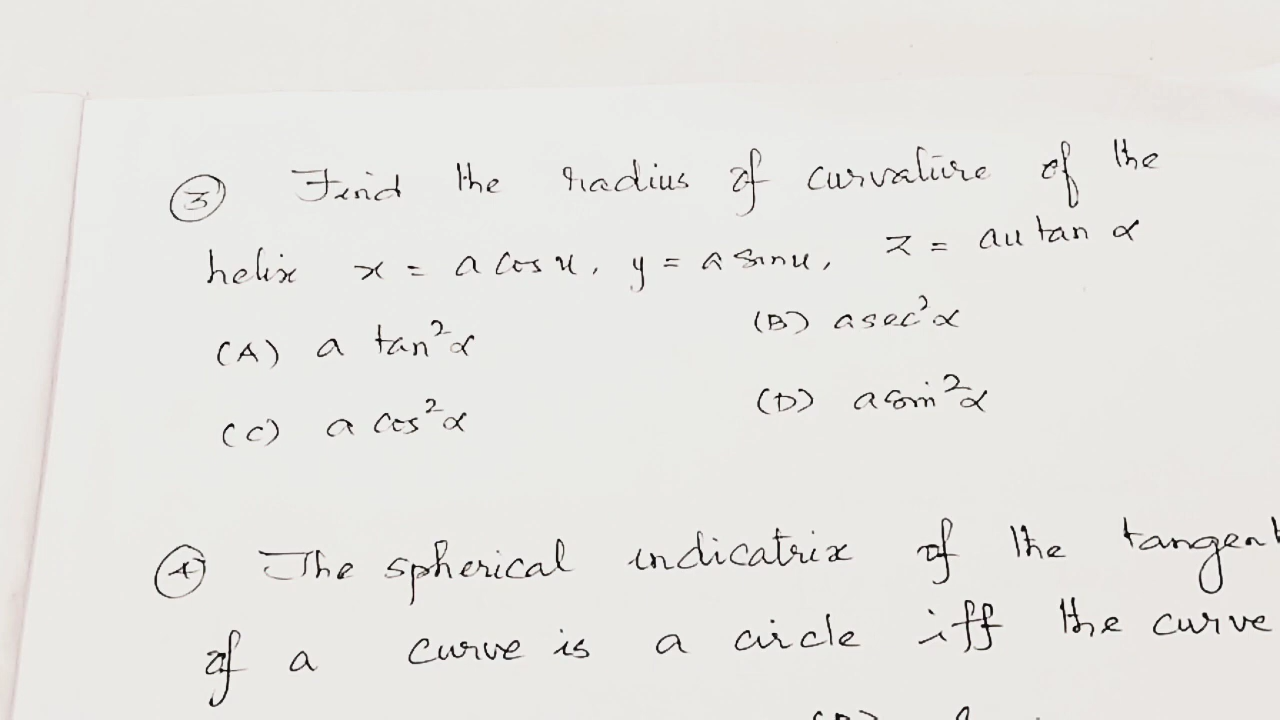 ③ Find the radius of curvature of the
helix x = a cos u, y = a sin u, z = au tan α
(A) a tan²α (B) a sec²α
(C) a cos²α (D) a sin²α
④ The spherical indicatrix of the tangent
of a curve is a circle iff the curve